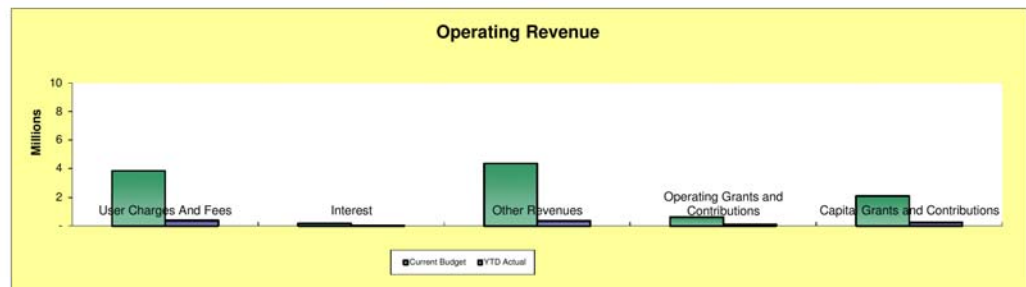 Operating Revenue
10
8
6
4
2
-
Millions
User Charges And Fees
Interest
Other Revenues
Operating Grants and
Contributions
Capital Grants and Contributions
Current Budget
YTD Actual